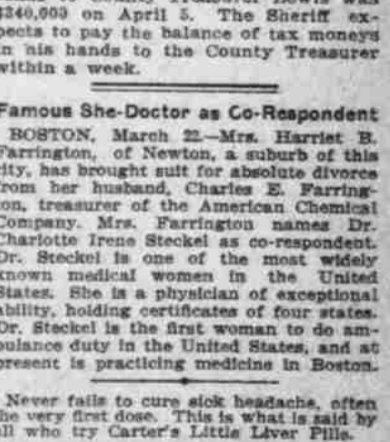 $340,000 on April 5. The Sheriff ex-
pects to pay the balance of tax moneys
in his hands to the County Treasurer
within a week.
Famous She-Doctor as Co-Respondent
BOSTON, March 22.—Mrs. Harriet B.
Farrington, of Newton, a suburb of this
city, has brought suit for absolute divorce
from her husband, Charles E. Farring-
ton, treasurer of the American Chemical
Company. Mrs. Farrington names Dr.
Charlotte Irene Steckel as co-respondent.
Dr. Steckel is one of the most widely
known medical women in the United
States. She is a physician of exceptional
ability, holding certificates of four states.
Dr. Steckel is the first woman to do am-
bulance duty in the United States, and at
present is practicing medicine in Boston.
Never fails to cure sick headache, often
the very first dose. This is what is said by
all who try Carter's Little Liver Pills.